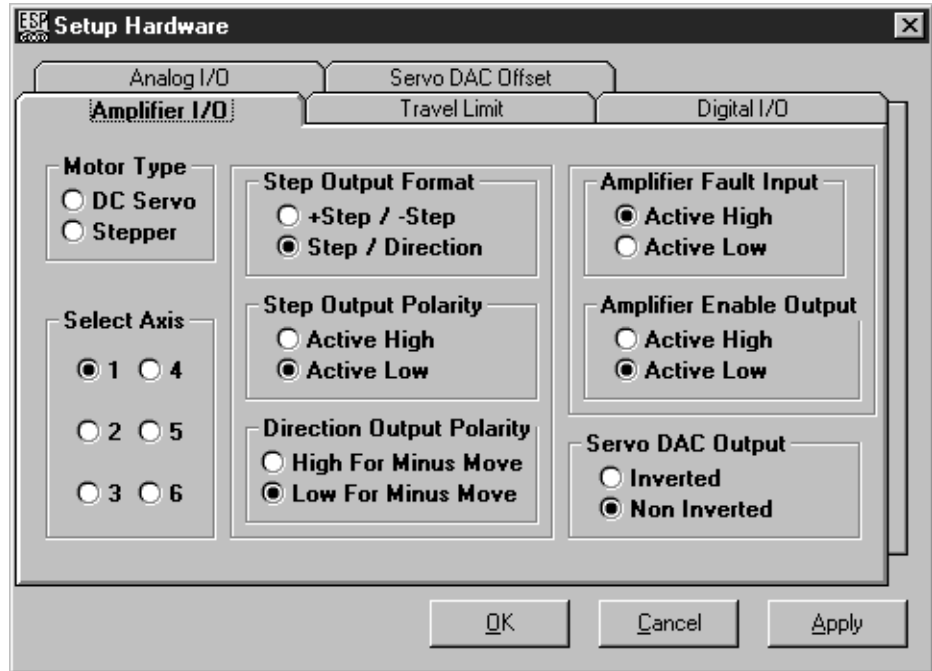 ESP
6000
Setup Hardware
Analog I/O
Servo DAC Offset
Amplifier I/O
Travel Limit
Digital I/O
Motor Type
DC Servo
Stepper
Select Axis
1 4
2 5
3 6
Step Output Format
+Step / -Step
Step / Direction
Step Output Polarity
Active High
Active Low
Direction Output Polarity
High For Minus Move
Low For Minus Move
Amplifier Fault Input
Active High
Active Low
Amplifier Enable Output
Active High
Active Low
Servo DAC Output
Inverted
Non Inverted
OK
Cancel
Apply